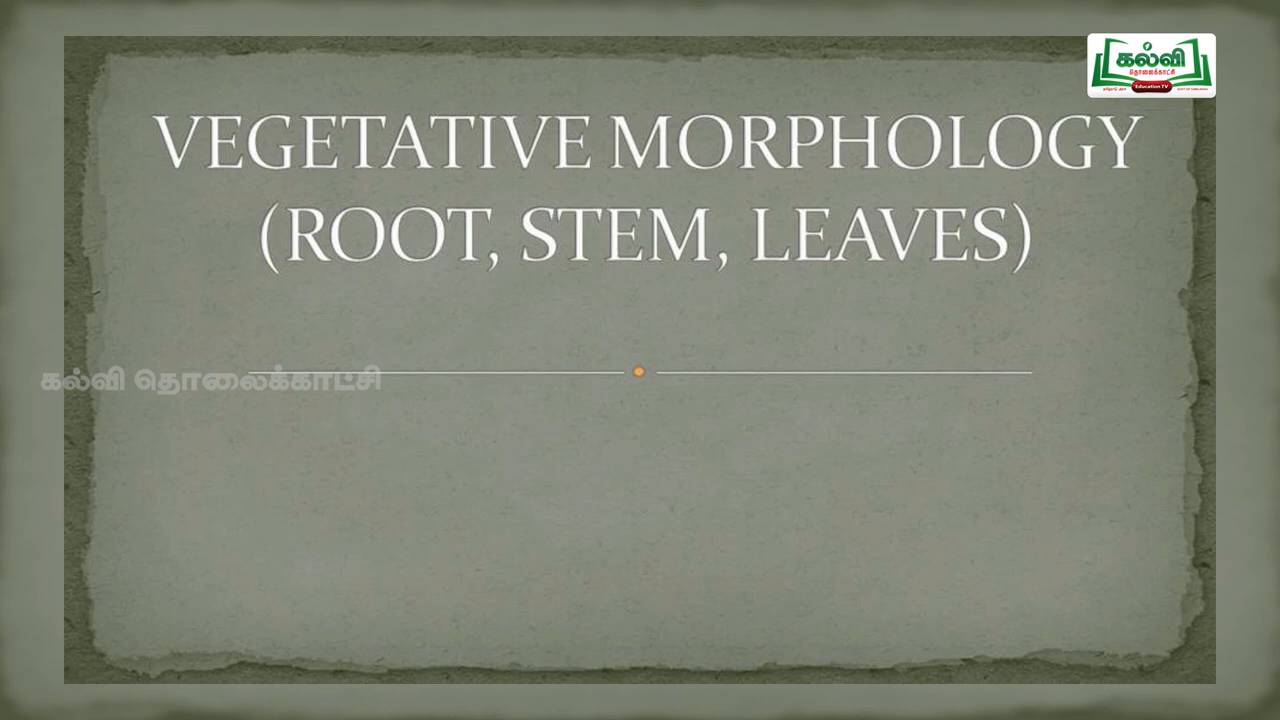 கல்வி
தொலைக்காட்சி
Education TV
VEGETATIVE MORPHOLOGY
(ROOT, STEM, LEAVES)
கல்வி தொலைக்காட்சி